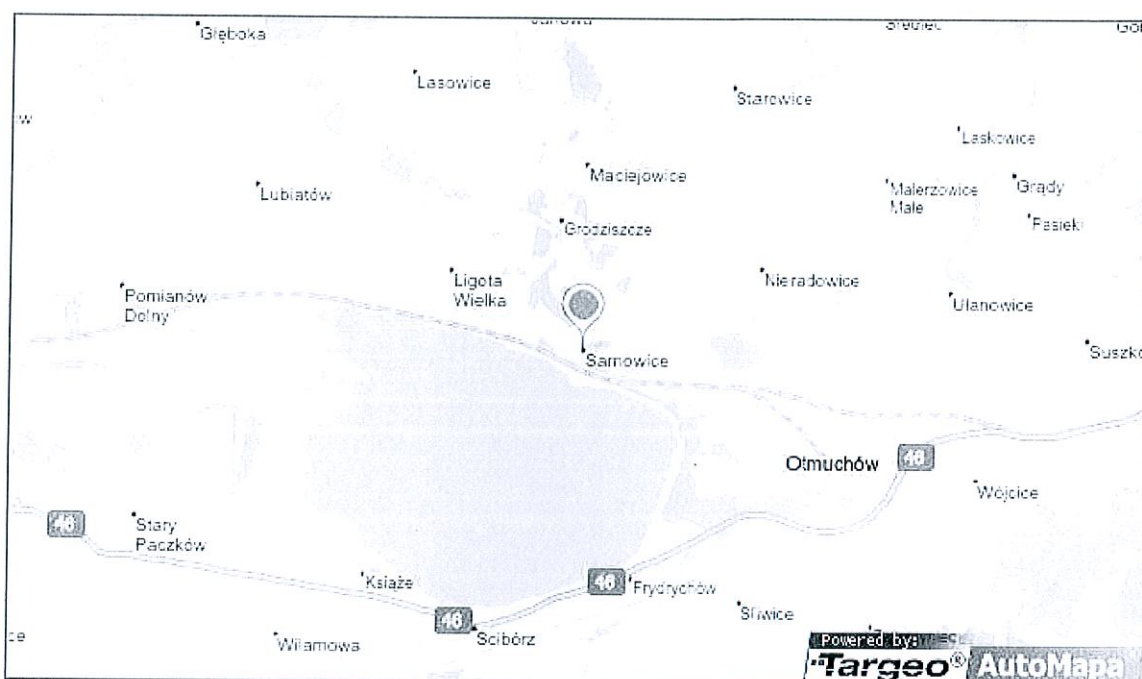 Głęboka
Lasowice
Starowice
Laskowice
Maciejowice
Lubiatów
Malerzowice
Małe
Grądy
Pasieki
Grodziszcze
Pomianów
Dolny
Ligota
Wielka
Nieradowice
Ulanowice
Sarnowice
Suszko
Otmuchów
46
Wójcice
46
Stary
Paczków
Książe
46
Frydrychów
46
Ścibórz
Śliwice
Wilamowa
Powered by:
Targeo® AutoMapa